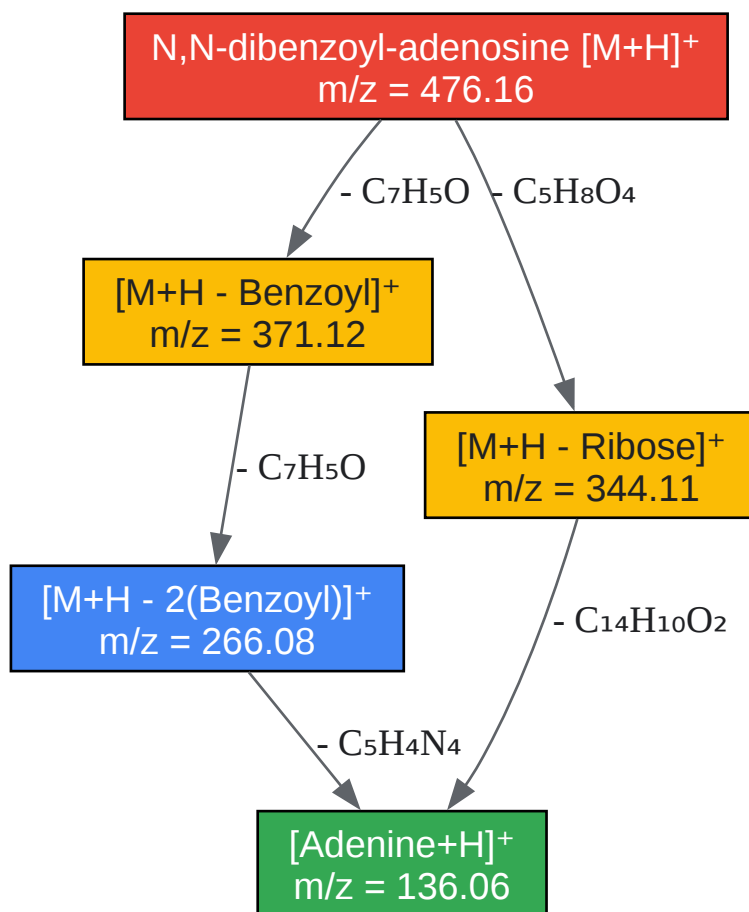 N,N-dibenzoyl-adenosine [M+H]⁺
m/z = 476.16
- C₇H₅O
- C₅H₈O₄
[M+H - Benzoyl]⁺
m/z = 371.12
[M+H - Ribose]⁺
m/z = 344.11
- C₇H₅O
[M+H - 2(Benzoyl)]⁺
m/z = 266.08
- C₁₄H₁₀O₂
- C₅H₄N₄
[Adenine+H]⁺
m/z = 136.06